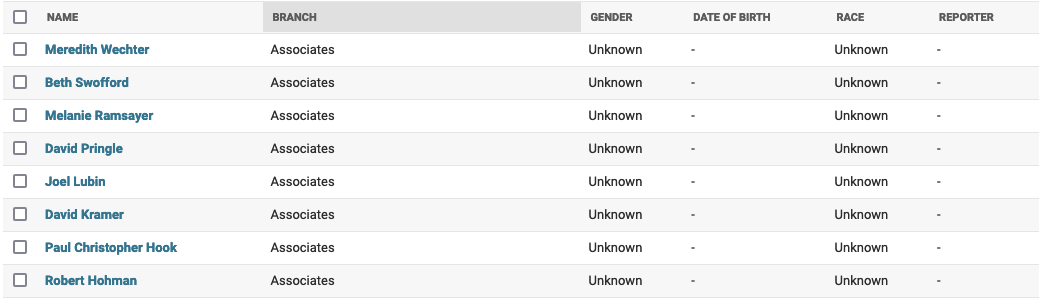 NAME BRANCH GENDER DATE OF BIRTH RACE REPORTER
Meredith Wechter Associates Unknown - Unknown -
Beth Swofford Associates Unknown - Unknown -
Melanie Ramsayer Associates Unknown - Unknown -
David Pringle Associates Unknown - Unknown -
Joel Lubin Associates Unknown - Unknown -
David Kramer Associates Unknown - Unknown -
Paul Christopher Hook Associates Unknown - Unknown -
Robert Hohman Associates Unknown - Unknown -